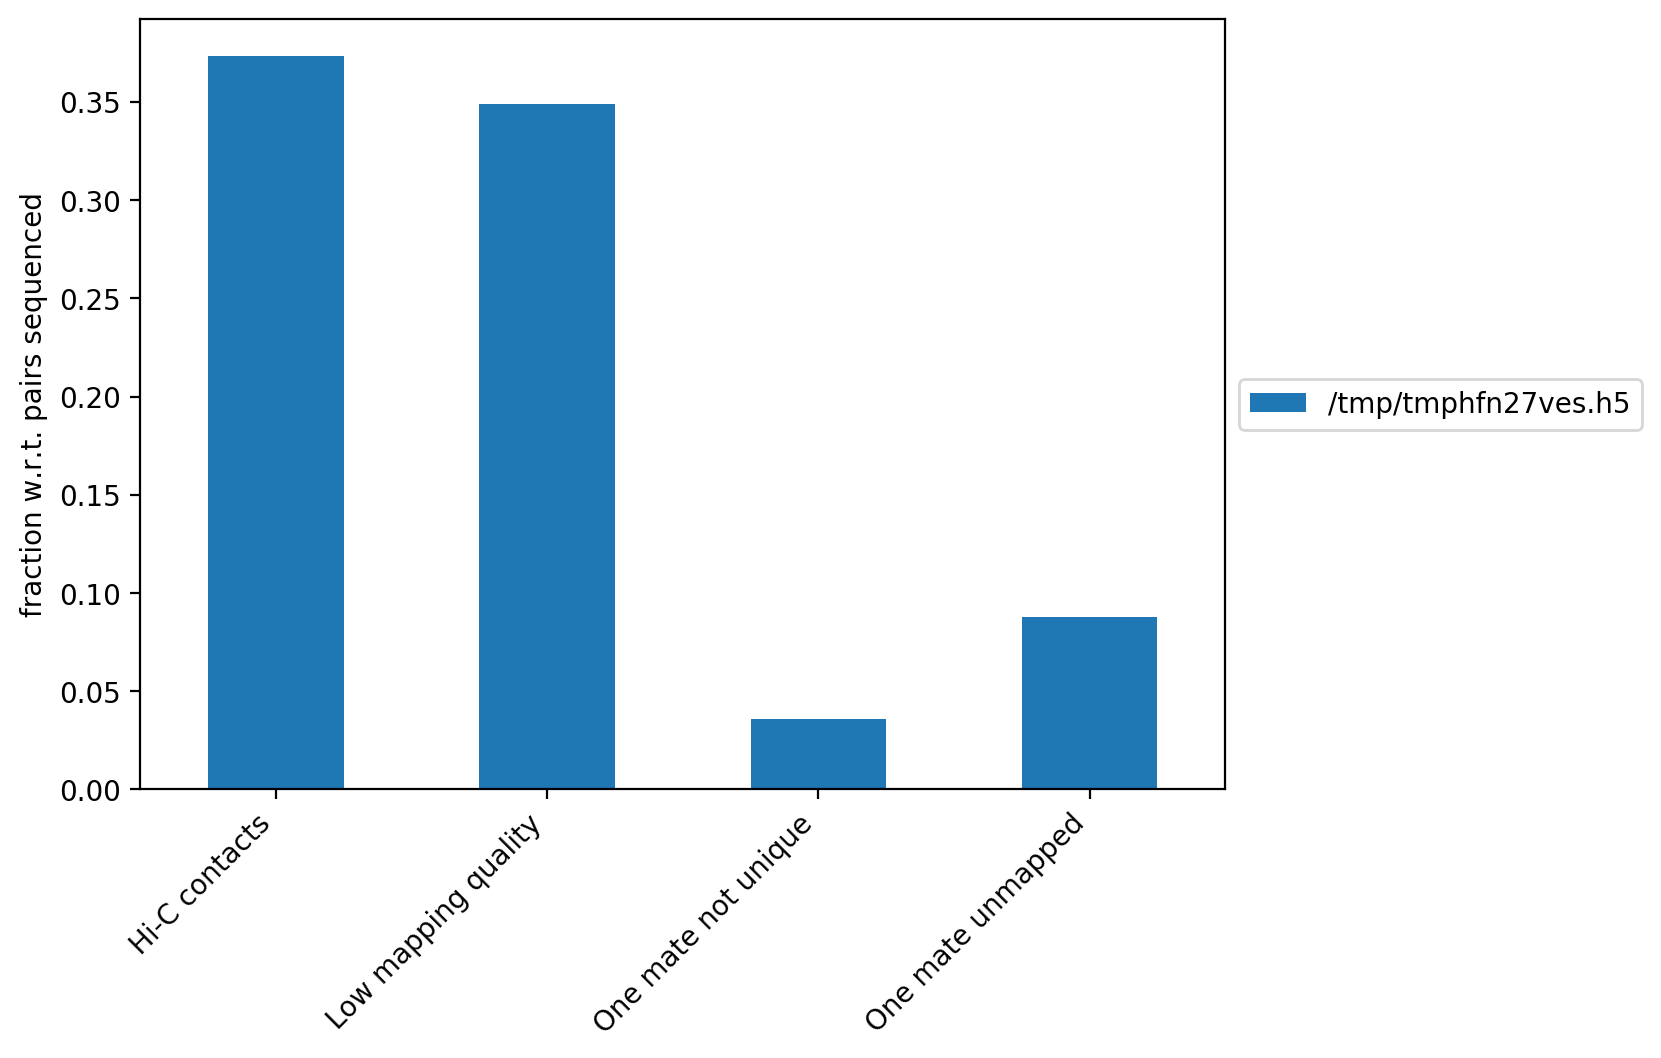 fraction w.r.t. pairs sequenced
0.35
0.30
0.25
0.20
0.15
0.10
0.05
0.00
Hi-C contacts
Low mapping quality
One mate not unique
One mate unmapped
/tmp/tmphfn27ves.h5